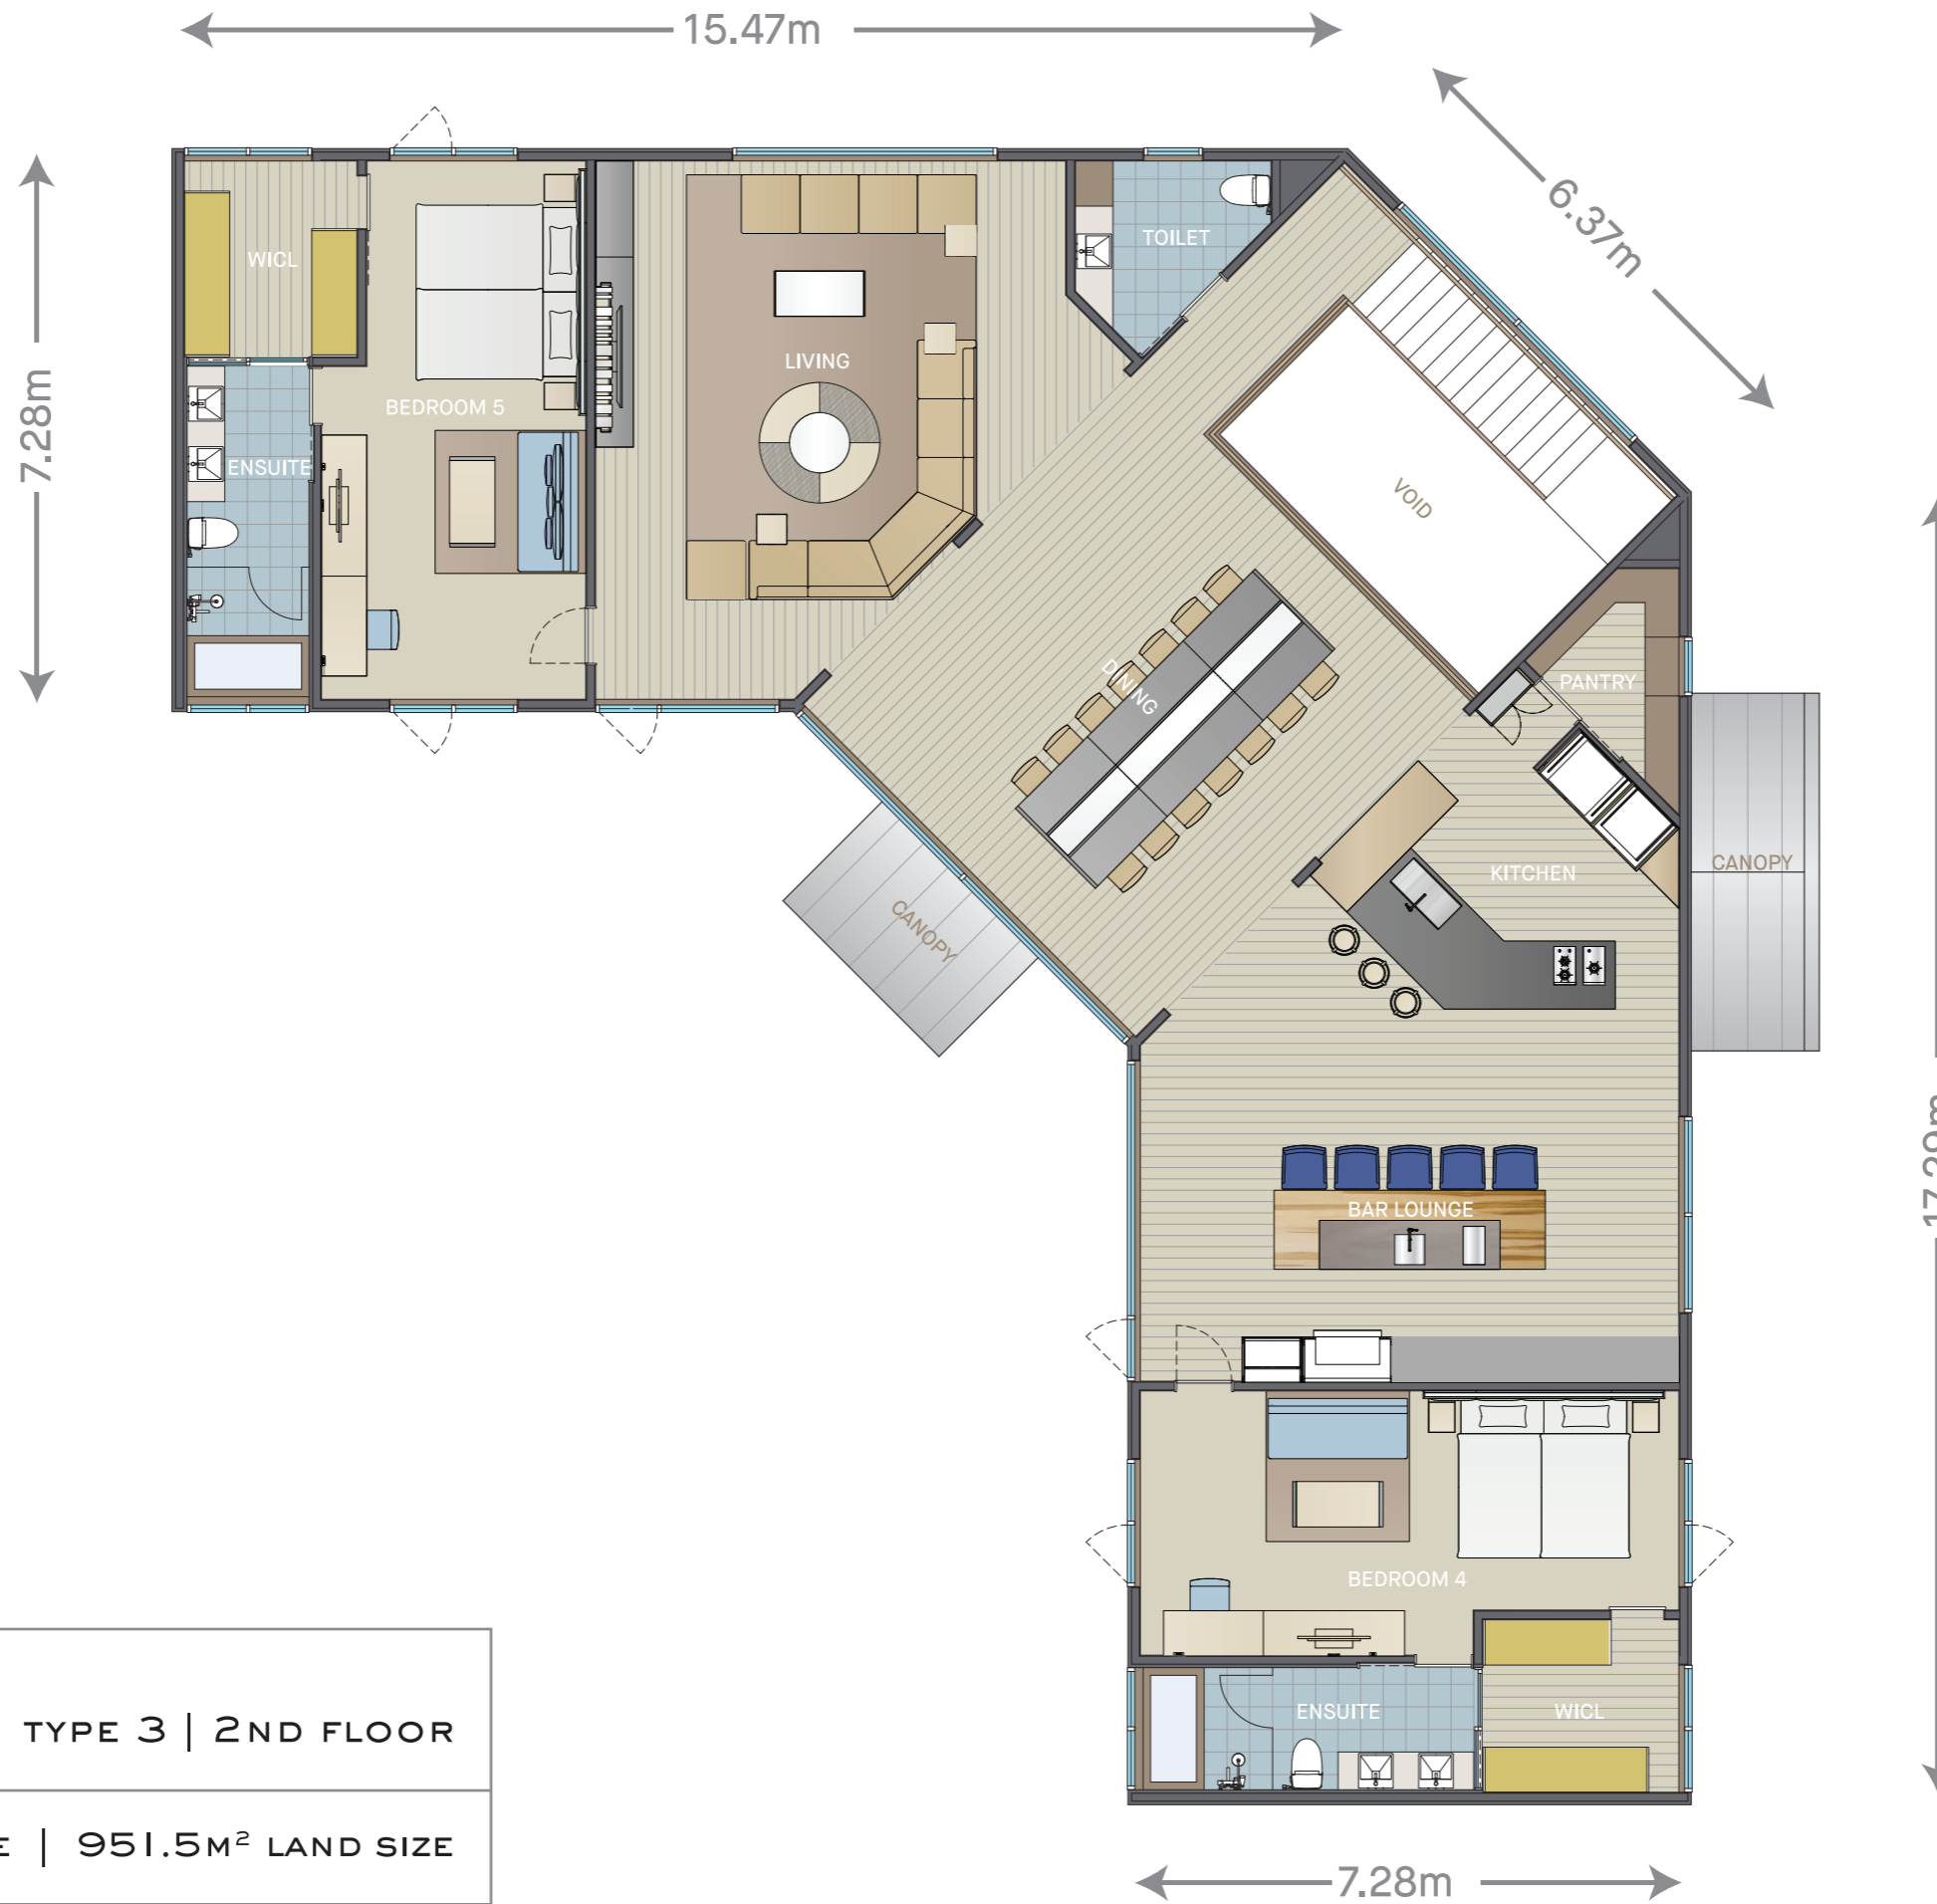 15.47m
6.37m
7.28m
WICL
TOILET
LIVING
BEDROOM 5
ENSUITE
VOID
DINING
PANTRY
KITCHEN
CANOPY
CANOPY
BAR LOUNGE
BEDROOM 4
ENSUITE
WICL
TYPE 3 | 2ND FLOOR
| 951.5M² LAND SIZE
7.28m